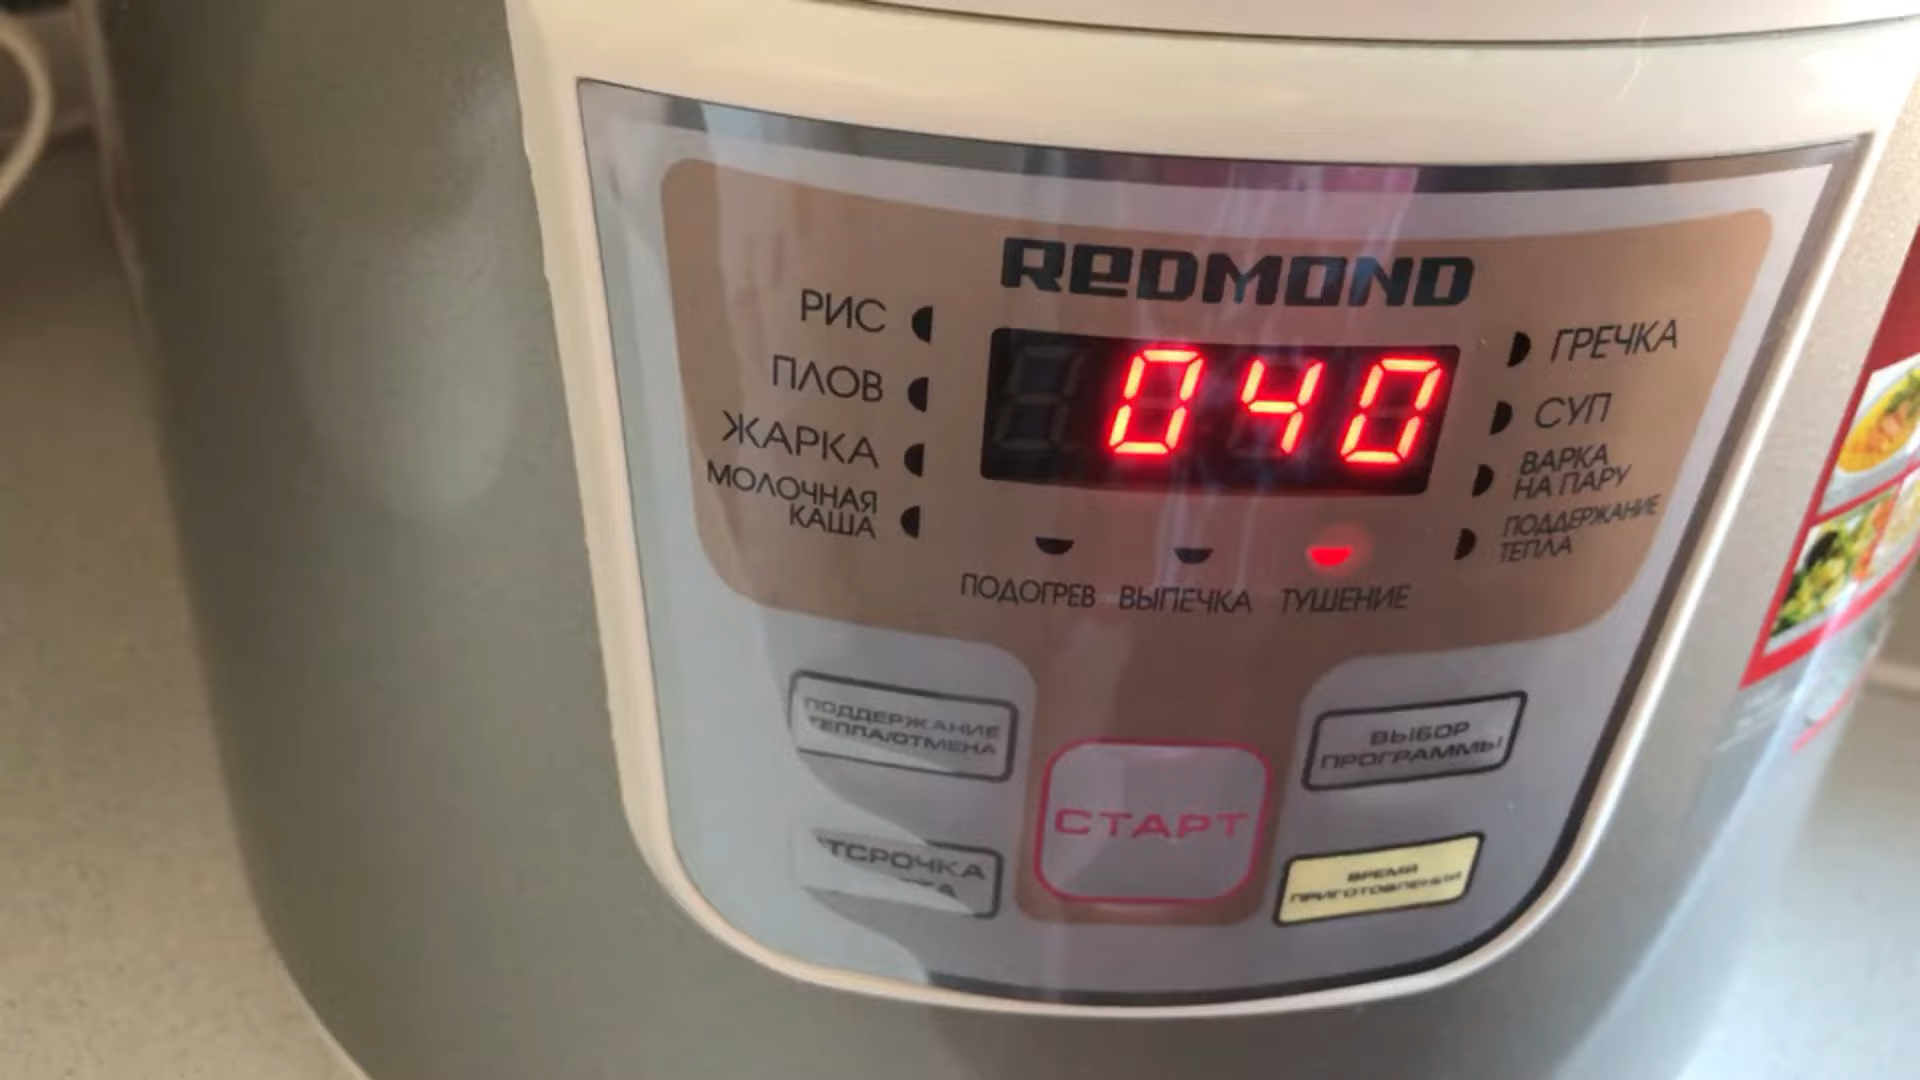 REDMOND
РИС
ПЛОВ
ЖАРКА
МОЛОЧНАЯ
КАША
040
ГРЕЧКА
СУП
ВАРКА
НА ПАРУ
ПОДДЕРЖАНИЕ
ТЕПЛА
ПОДОГРЕВ ВЫПЕЧКА ТУШЕНИЕ
ПОДДЕРЖАНИЕ
ТЕПЛА/ОТМЕНА
СТАРТ
ВЫБОР
ПРОГРАММЫ
ТСРОЧКА
ВРЕМЯ
ПРИГОТОВЛЕНИЯ